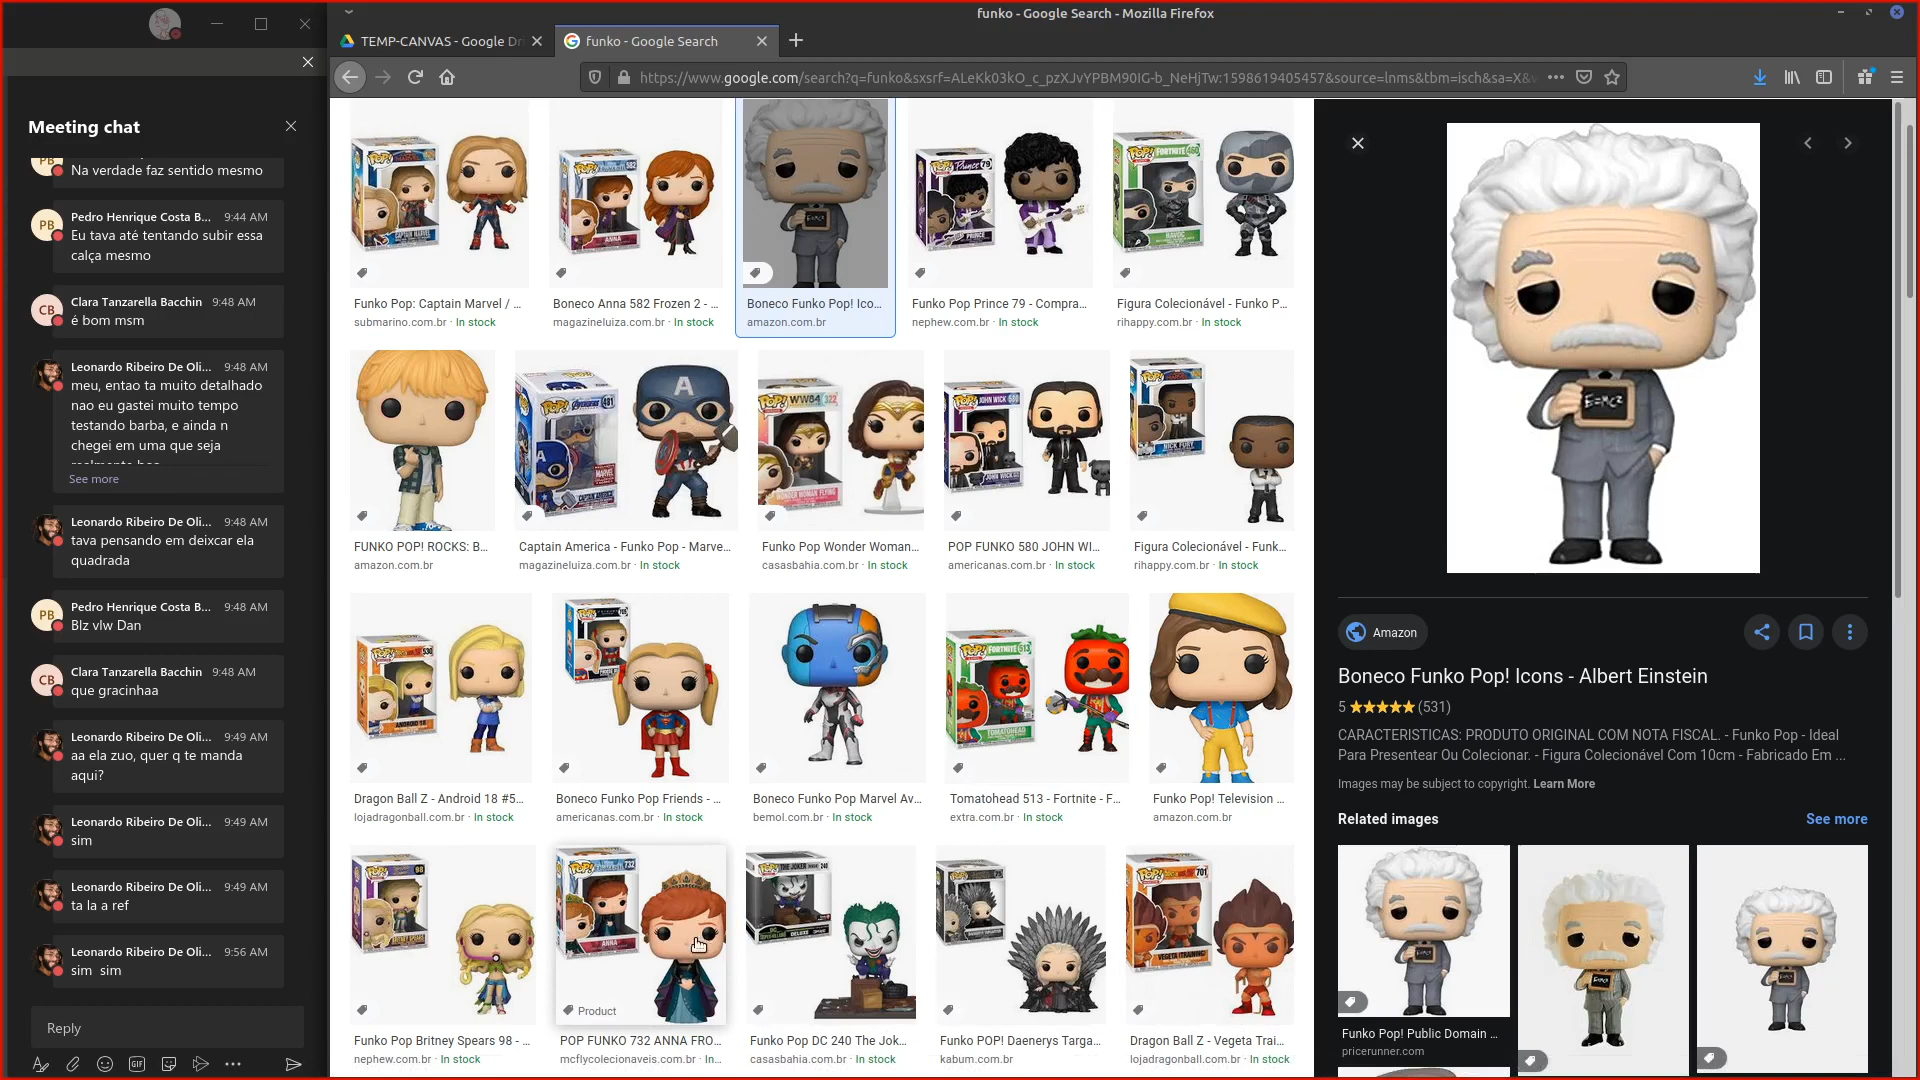 funko - Google Search - Mozilla Firefox
TEMP-CANVAS - Google Dri
funko - Google Search
https://www.google.com/search?q=funko&sxsrf=ALeKk03kO_c_pzXJvYPBM90IG-b_NeHjTw:1598619405457&source=lnms&tbm=isch&sa=X&v
Meeting chat
PB
Na verdade faz sentido mesmo
PB
Pedro Henrique Costa B... 9:44 AM
Eu tava até tentando subir essa
calça mesmo
CB
Clara Tanzarella Bacchin 9:48 AM
é bom msm
Leonardo Ribeiro De Oli... 9:48 AM
meu, entao ta muito detalhado
nao eu gastei muito tempo
testando barba, e ainda n
chegei em uma que seja
See more
Leonardo Ribeiro De Oli... 9:48 AM
tava pensando em deixcar ela
quadrada
PB
Pedro Henrique Costa B... 9:48 AM
Blz vlw Dan
CB
Clara Tanzarella Bacchin 9:48 AM
que gracinhaa
Leonardo Ribeiro De Oli... 9:49 AM
aa ela zuo, quer q te manda
aqui?
Leonardo Ribeiro De Oli... 9:49 AM
sim
Leonardo Ribeiro De Oli... 9:49 AM
ta la a ref
Leonardo Ribeiro De Oli... 9:56 AM
sim sim
Reply
GIF
Funko Pop: Captain Marvel / ...
submarino.com.br · In stock
Boneco Anna 582 Frozen 2 - ...
magazineluiza.com.br · In stock
Boneco Funko Pop! Ico...
amazon.com.br
Funko Pop Prince 79 - Compra...
nephew.com.br · In stock
Figura Colecionável - Funko P...
rihappy.com.br · In stock
FUNKO POP! ROCKS: B...
amazon.com.br
Captain America - Funko Pop - Marve...
magazineluiza.com.br · In stock
Funko Pop Wonder Woman...
casasbahia.com.br · In stock
POP FUNKO 580 JOHN WI...
americanas.com.br · In stock
Figura Colecionável - Funk...
rihappy.com.br · In stock
Dragon Ball Z - Android 18 #5...
lojadragonball.com.br · In stock
Boneco Funko Pop Friends - ...
americanas.com.br · In stock
Boneco Funko Pop Marvel Av...
bemol.com.br · In stock
Tomatohead 513 - Fortnite - F...
extra.com.br · In stock
Funko Pop! Television ...
amazon.com.br
Product
Funko Pop Britney Spears 98 - ...
nephew.com.br · In stock
POP FUNKO 732 ANNA FRO...
mcflycolecionaveis.com.br · In...
Funko Pop DC 240 The Jok...
casasbahia.com.br · In stock
Funko POP! Daenerys Targa...
kabum.com.br
Dragon Ball Z - Vegeta Trai...
lojadragonball.com.br · In stock
E=mc2
Amazon
Boneco Funko Pop! Icons - Albert Einstein
5 ★★★★★ (531)
CARACTERISTICAS: PRODUTO ORIGINAL COM NOTA FISCAL. - Funko Pop - Ideal
Para Presentear Ou Colecionar. - Figura Colecionável Com 10cm - Fabricado Em ...
Images may be subject to copyright. Learn More
Related images
See more
Funko Pop! Public Domain ...
pricerunner.com